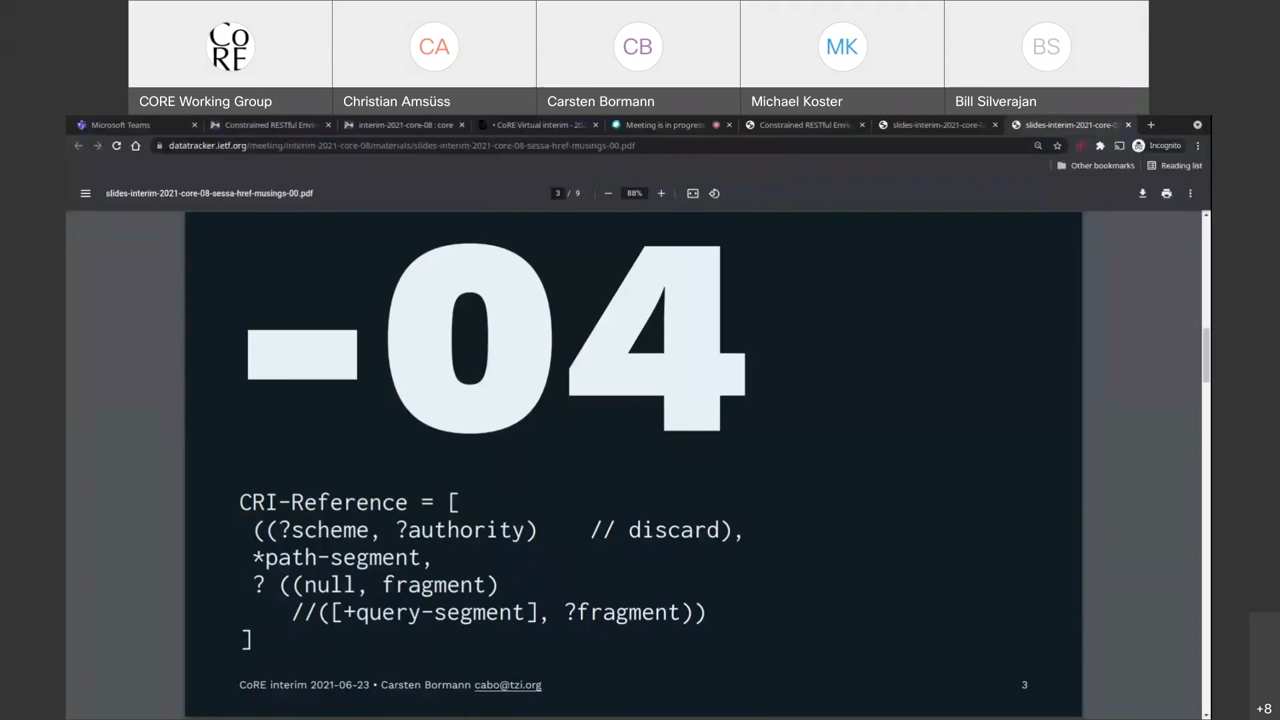 CoRE
CA
CB
MK
BS
CORE Working Group
Christian Amsüss
Carsten Bormann
Michael Koster
Bill Silverajan
Microsoft Teams
Constrained RESTful Envi
interim-2021-core-08 : core
• CoRE Virtual interim - 20
Meeting is in progress
Constrained RESTful Envi
slides-interim-2021-core-0
slides-interim-2021-core-0
datatracker.ietf.org/meeting/interim-2021-core-08/materials/slides-interim-2021-core-08-sessa-href-musings-00.pdf
Incognito
Other bookmarks
Reading list
slides-interim-2021-core-08-sessa-href-musings-00.pdf
3 / 9
88%
-04
CRI-Reference = [
((?scheme, ?authority) // discard),
*path-segment,
? ((null, fragment)
//([+query-segment], ?fragment))
]
CoRE interim 2021-06-23 • Carsten Bormann cabo@tzi.org
3
+8